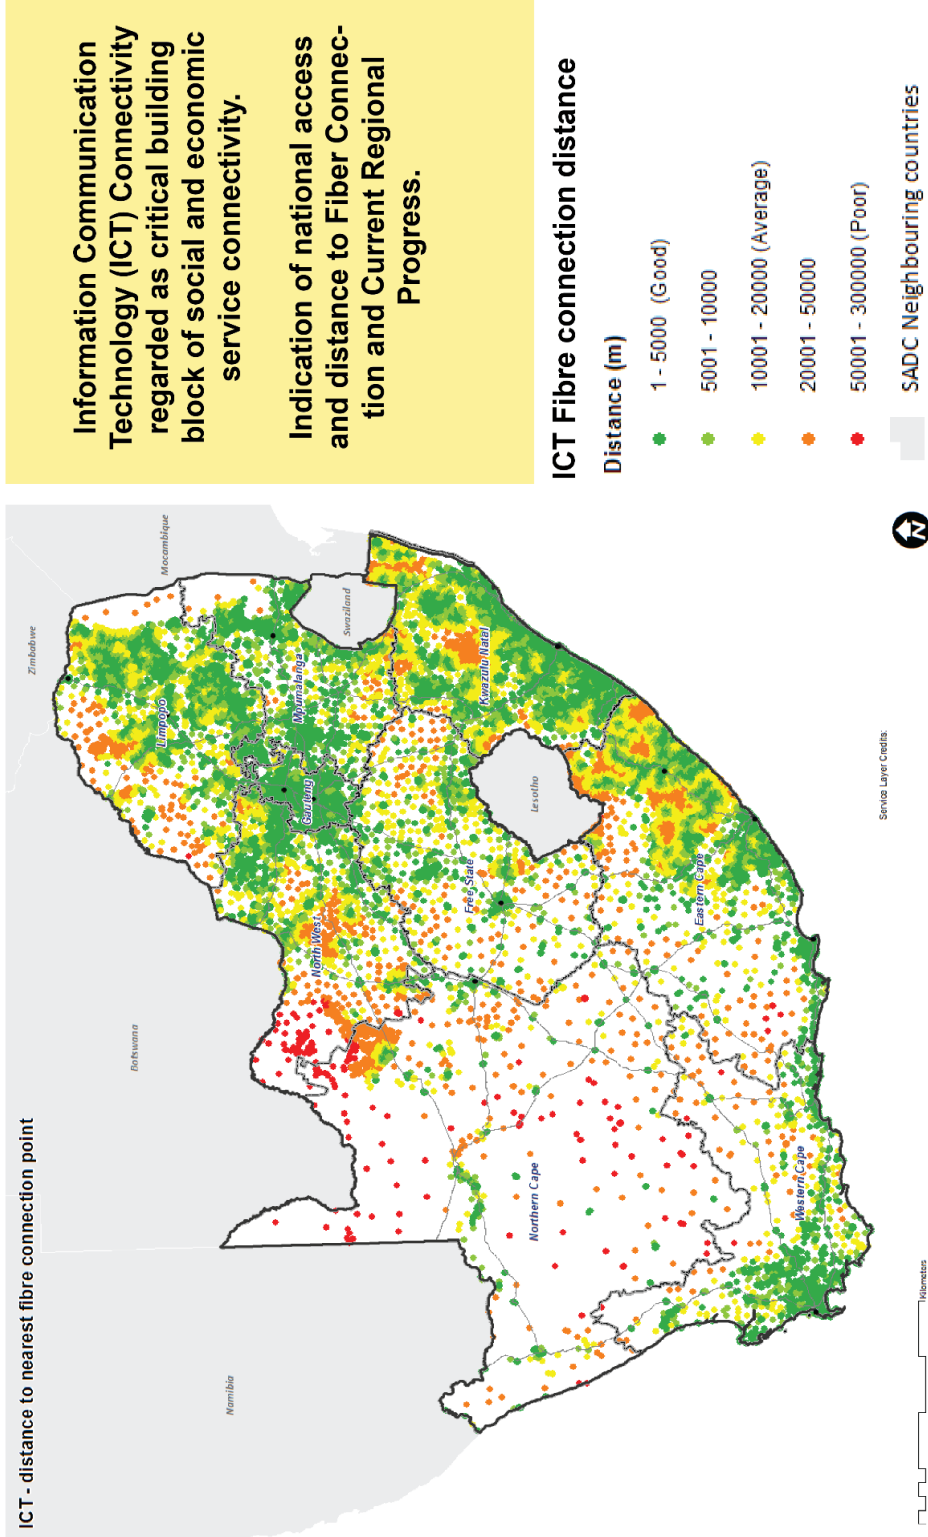 ICT - distance to nearest fibre connection point
Information Communication
Technology (ICT) Connectivity
regarded as critical building
block of social and economic
service connectivity.
Indication of national access
and distance to Fiber Connec-
tion and Current Regional
Progress.
ICT Fibre connection distance
Distance (m)
1 - 5000 (Good)
5001 - 10000
10001 - 20000 (Average)
20001 - 50000
50001 - 300000 (Poor)
SADC Neighbouring countries
Zimbabwe
Mocambique
Botswana
Namibia
Swaziland
Lesotho
Limpopo
Mpumalanga
Gauteng
North West
Kwazulu Natal
Free State
Eastern Cape
Northern Cape
Western Cape
N
Service Layer Credits:
Kilometers